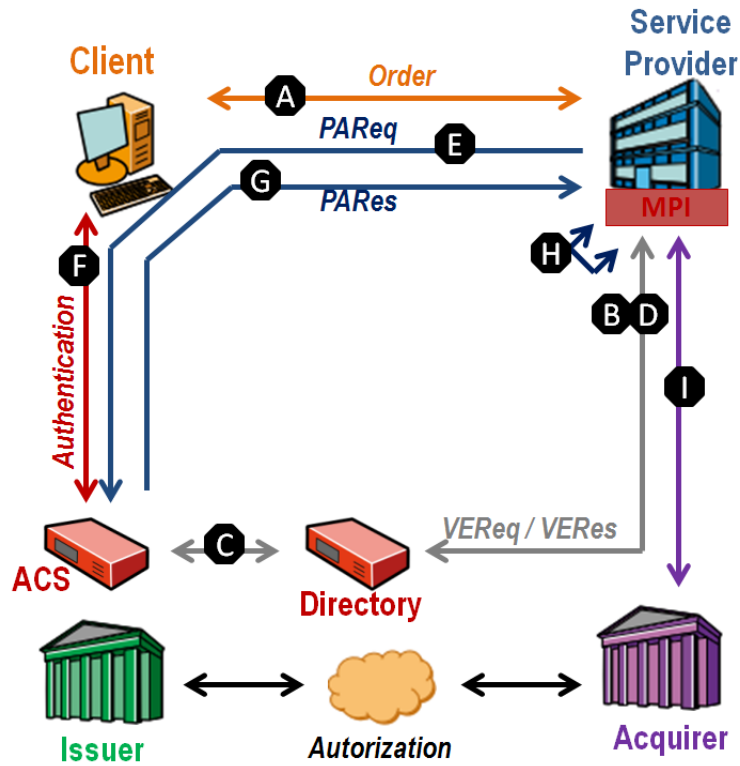 Service
Provider
Client
A
Order
PAReq
E
G
PARes
MPI
H
F
B D
Authentication
I
VEReq / VERes
C
ACS
Directory
Issuer
Autorization
Acquirer